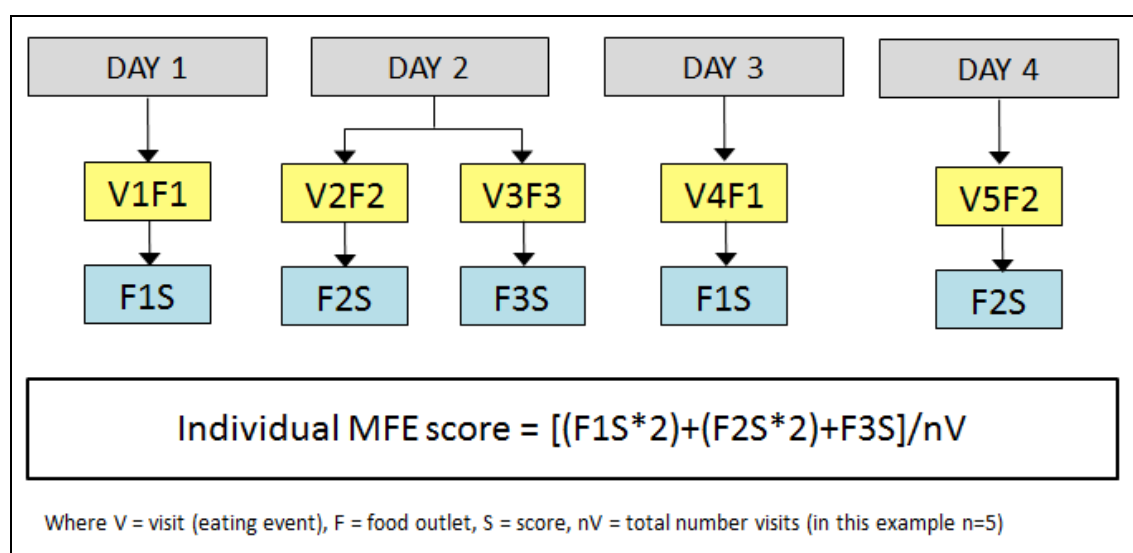 DAY 1
DAY 2
DAY 3
DAY 4
V1F1
V2F2
V3F3
V4F1
V5F2
F1S
F2S
F3S
F1S
F2S
Individual MFE score = [(F1S*2)+(F2S*2)+F3S]/nV
Where V = visit (eating event), F = food outlet, S = score, nV = total number visits (in this example n=5)